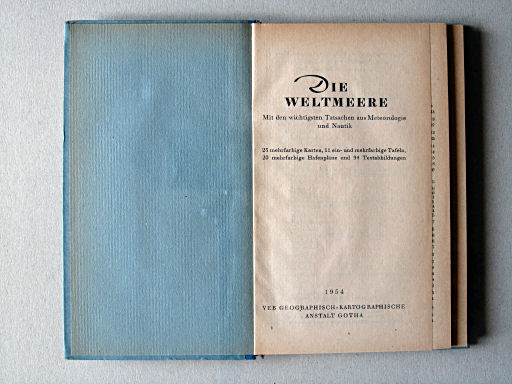 DIE
WELTMEERE
Mit den wichtigsten Tatsachen aus Meteorologie
und Nautik
25 mehrfarbige Karten, 11 ein- und mehrfarbige Tafeln,
20 mehrfarbige Hafenpläne und 94 Textabbildungen
1954
VEB GEOGRAPHISCH-KARTOGRAPHISCHE
ANSTALT GOTHA